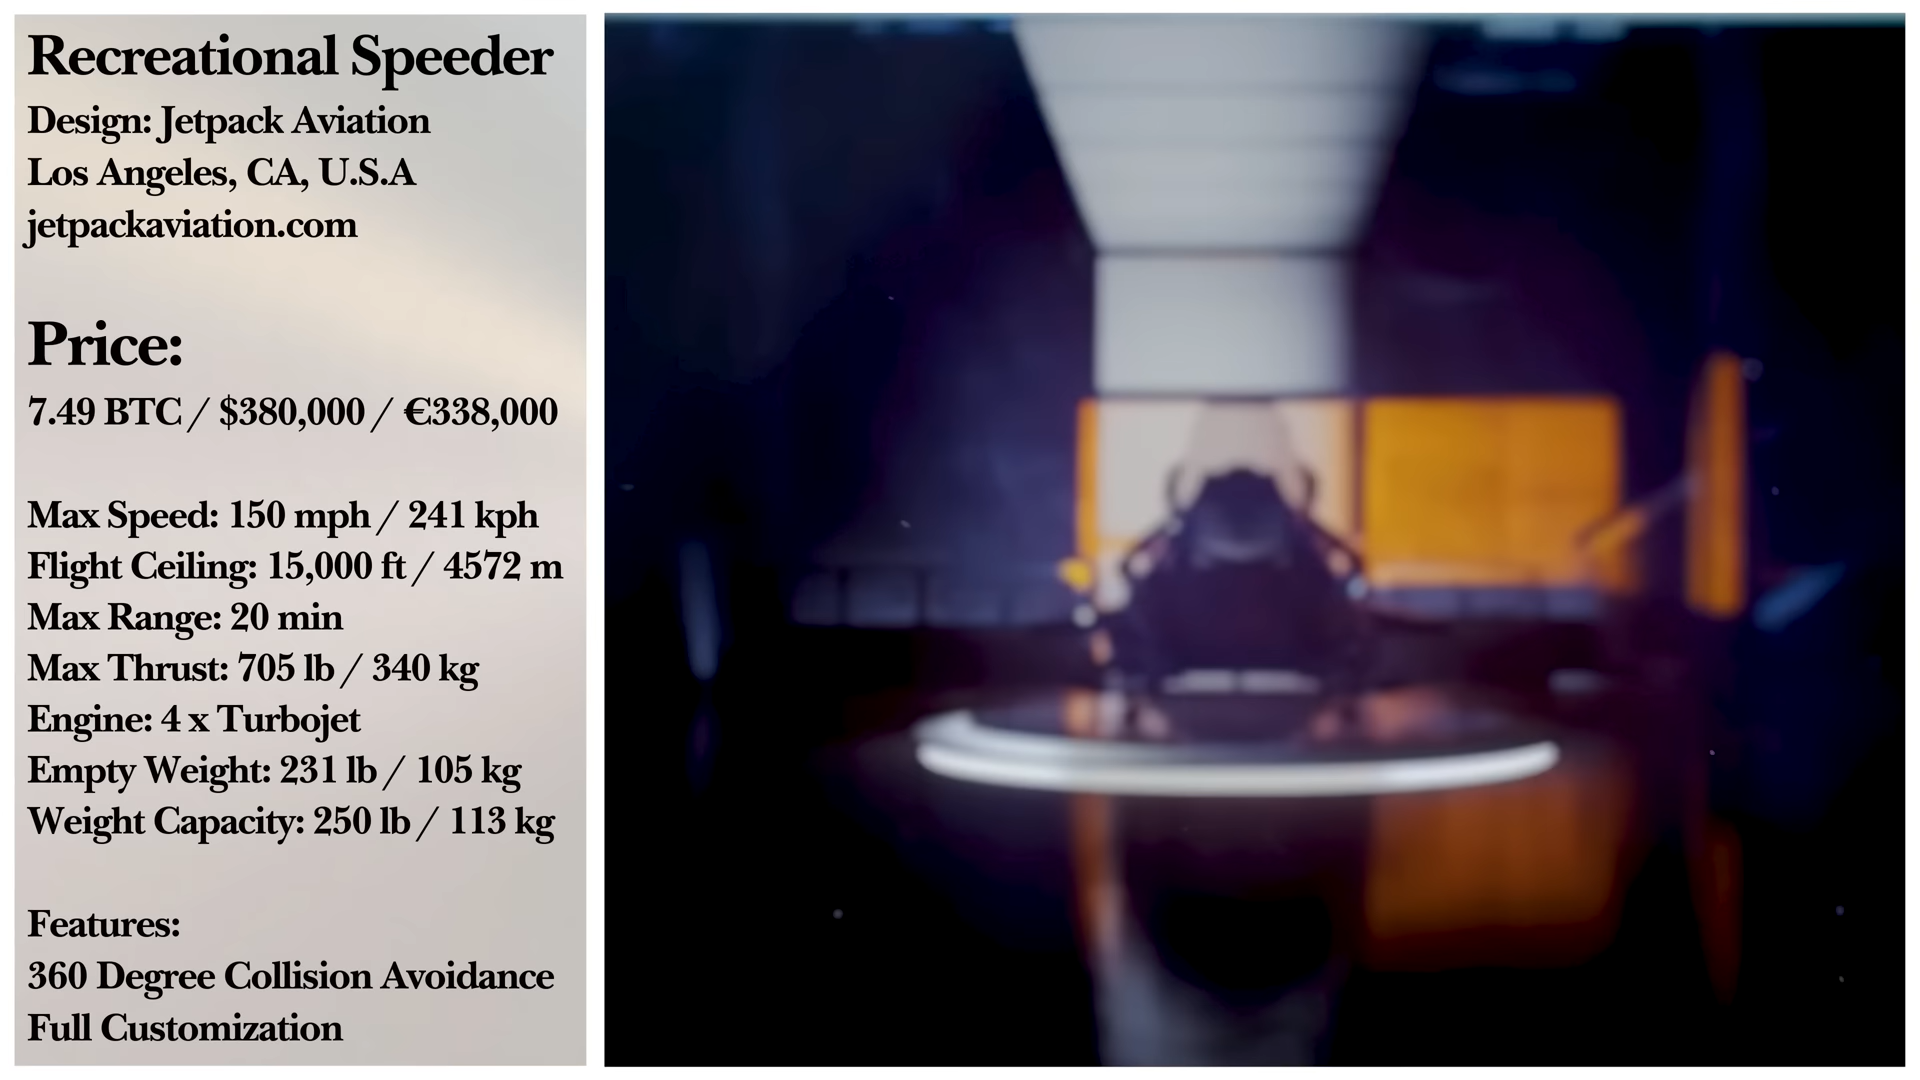 Recreational Speeder
Design: Jetpack Aviation
Los Angeles, CA, U.S.A
jetpackaviation.com
Price:
7.49 BTC / $380,000 / €338,000
Max Speed: 150 mph / 241 kph
Flight Ceiling: 15,000 ft / 4572 m
Max Range: 20 min
Max Thrust: 705 lb / 340 kg
Engine: 4 x Turbojet
Empty Weight: 231 lb / 105 kg
Weight Capacity: 250 lb / 113 kg
Features:
360 Degree Collision Avoidance
Full Customization